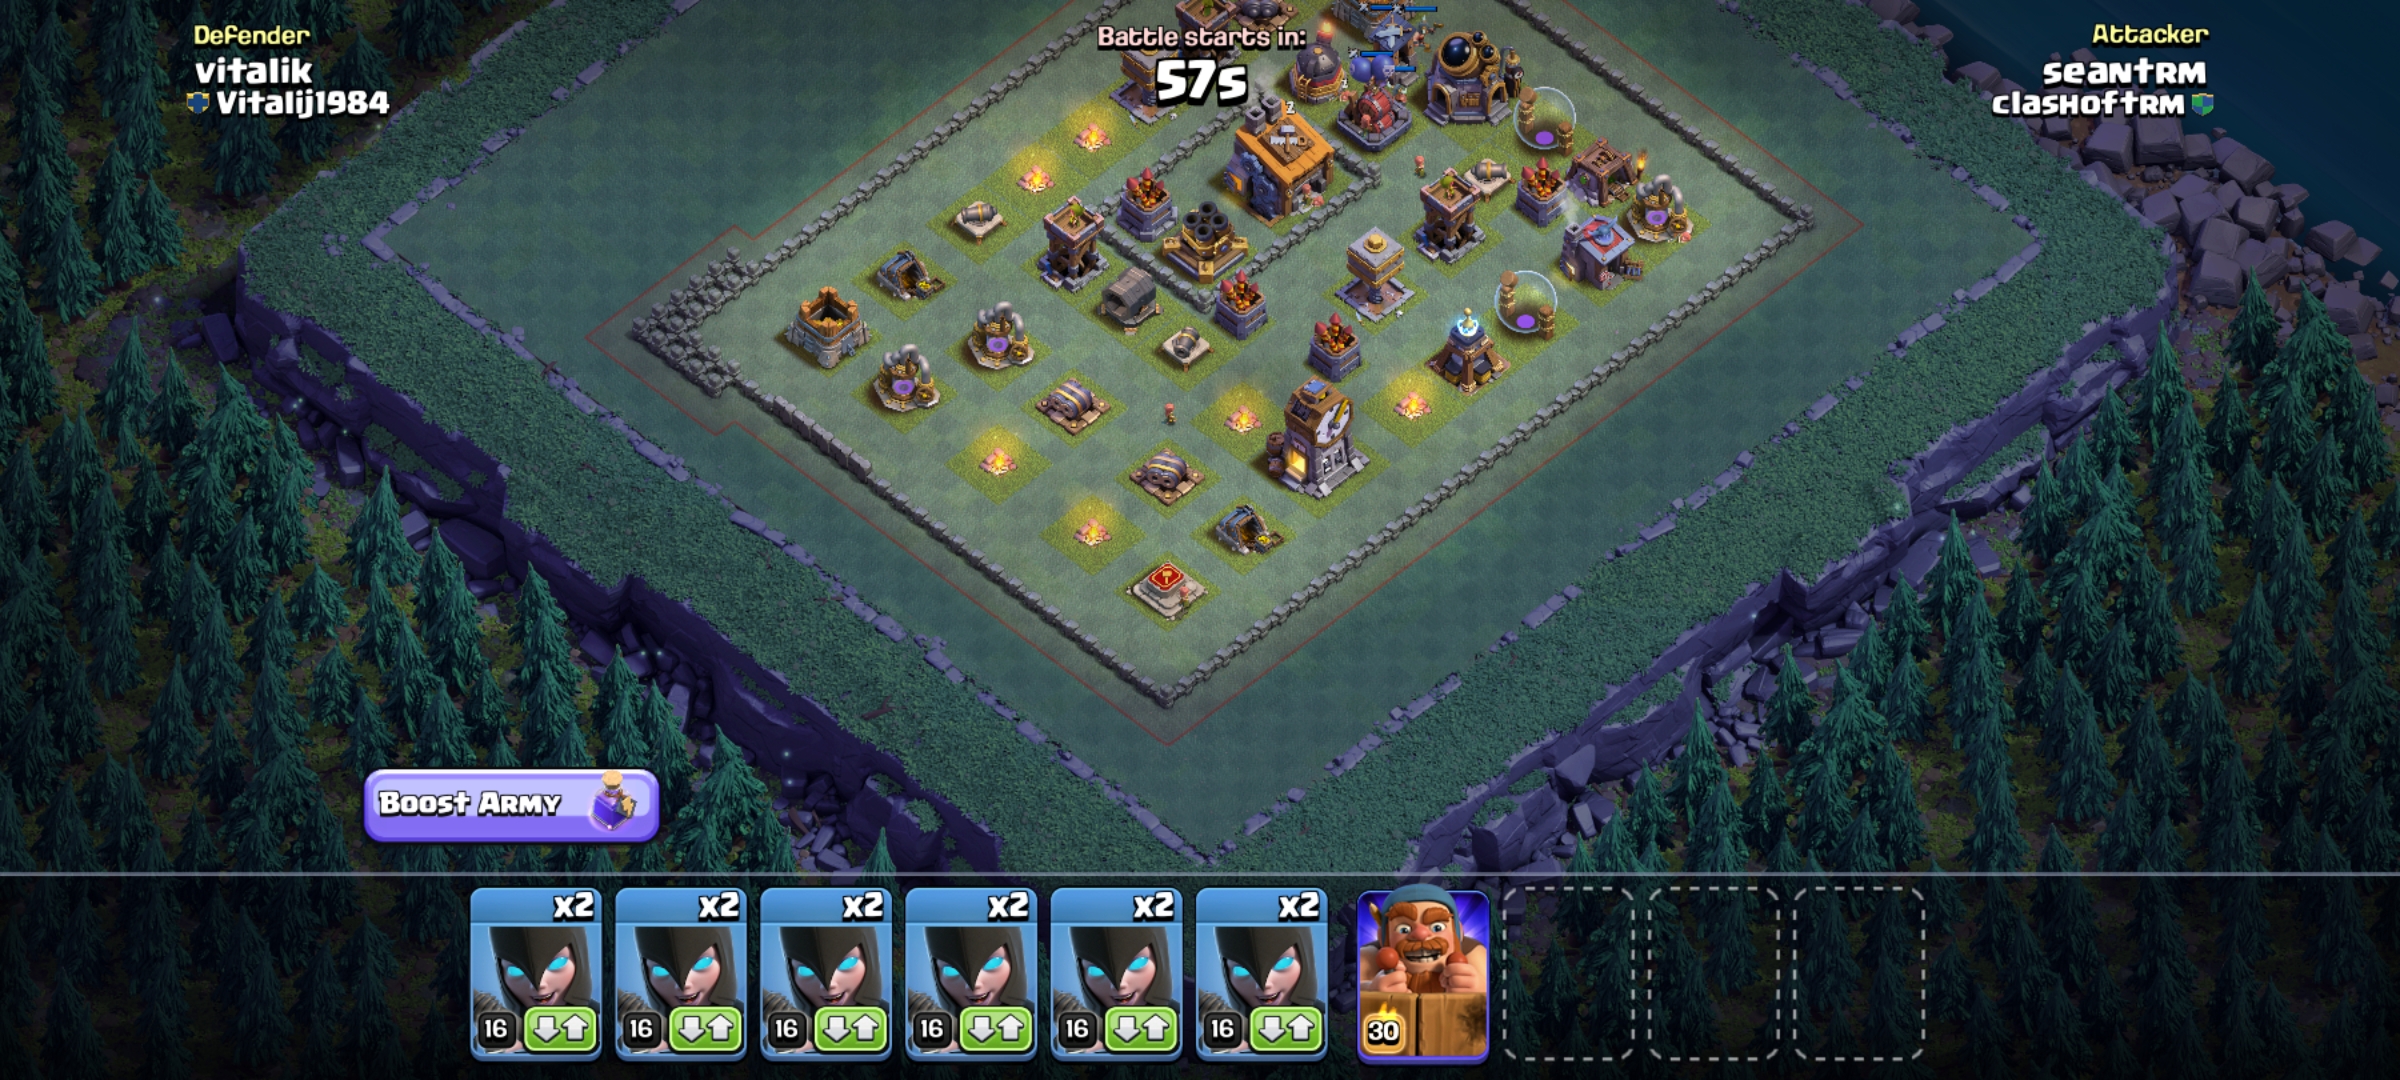 Defender
vitalik
Vitalij1984
Battle starts in:
57s
Attacker
seantRM
clashoftRM
2
Boost Army
x2
x2
x2
x2
x2
x2
16
16
16
16
16
16
30